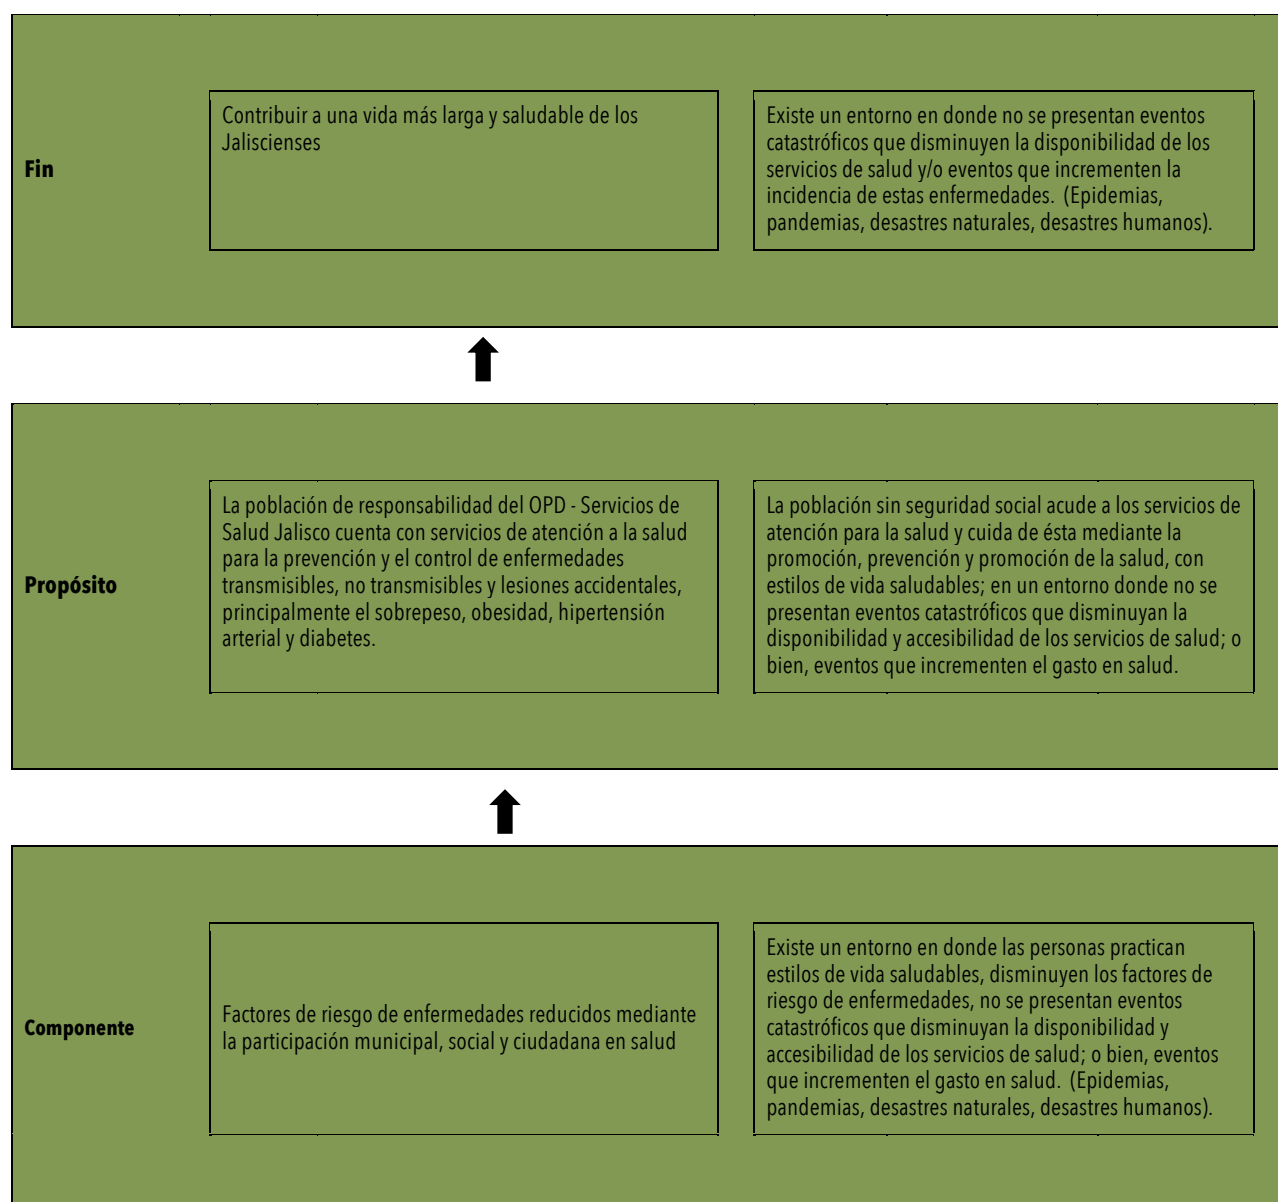 Fin
Contribuir a una vida más larga y saludable de los
Jaliscienses
Existe un entorno en donde no se presentan eventos
catastróficos que disminuyen la disponibilidad de los
servicios de salud y/o eventos que incrementen la
incidencia de estas enfermedades. (Epidemias,
pandemias, desastres naturales, desastres humanos).
Propósito
La población de responsabilidad del OPD - Servicios de
Salud Jalisco cuenta con servicios de atención a la salud
para la prevención y el control de enfermedades
transmisibles, no transmisibles y lesiones accidentales,
principalmente el sobrepeso, obesidad, hipertensión
arterial y diabetes.
La población sin seguridad social acude a los servicios de
atención para la salud y cuida de ésta mediante la
promoción, prevención y promoción de la salud, con
estilos de vida saludables; en un entorno donde no se
presentan eventos catastróficos que disminuyan la
disponibilidad y accesibilidad de los servicios de salud; o
bien, eventos que incrementen el gasto en salud.
Componente
Factores de riesgo de enfermedades reducidos mediante
la participación municipal, social y ciudadana en salud
Existe un entorno en donde las personas practican
estilos de vida saludables, disminuyen los factores de
riesgo de enfermedades, no se presentan eventos
catastróficos que disminuyan la disponibilidad y
accesibilidad de los servicios de salud; o bien, eventos
que incrementen el gasto en salud. (Epidemias,
pandemias, desastres naturales, desastres humanos).